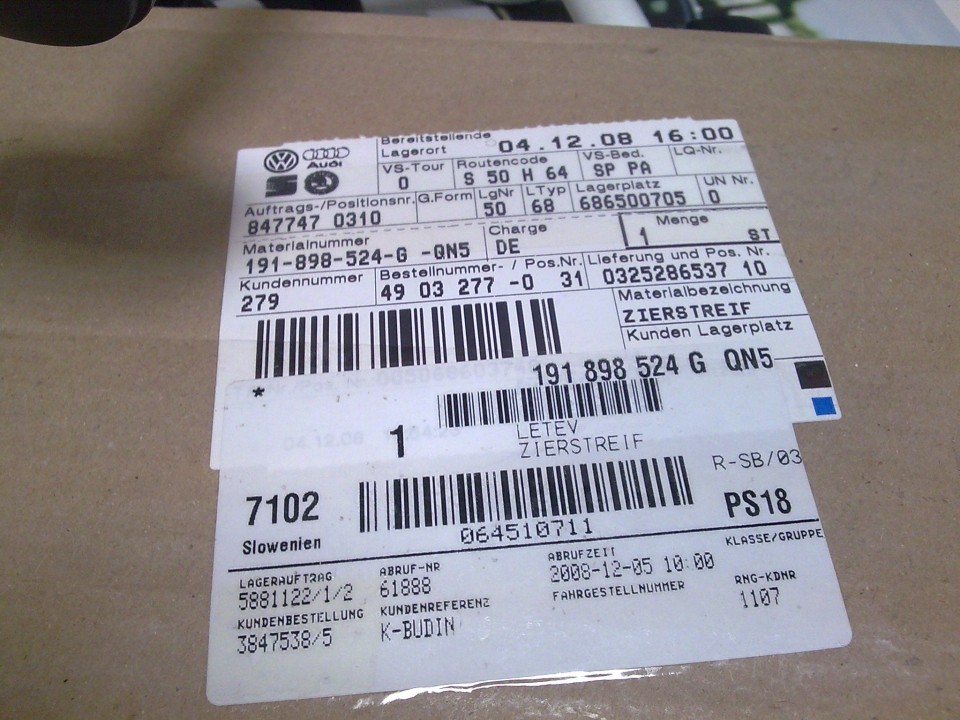 Bereitstellende 04.12.08 16:00
Lagerort
Audi
VS-Tour Routencode VS-Bed. LQ-Nr.
0 S 50 H 64 SP PA
Auftrags-/Positionsnr. G.Form LgNr LTyp Lagerplatz UN Nr.
847747 0310 50 68 686500705 0
Materialnummer Charge Menge
191-898-524-G -QN5 DE 1 ST
Kundennummer Bestellnummer- / Pos.Nr. Lieferung und Pos. Nr.
279 49 03 277 -0 31 0325286537 10
Materialbezeichnung
ZIERSTREIF
Kunden Lagerplatz
191 898 524 G QN5
*
04.12.08
1 LETEV
ZIERSTREIF
R-SB/03
7102 PS18
064510711
Slowenien KLASSE/GRUPPE
LAGERAUFTRAG ABRUF-NR ABRUFZEIT
5881122/1/2 61888 2008-12-05 10:00
KUNDENBESTELLUNG KUNDENREFERENZ FAHRGESTELLNUMMER RNG-KDNR
3847538/5 K-BUDIN 1107